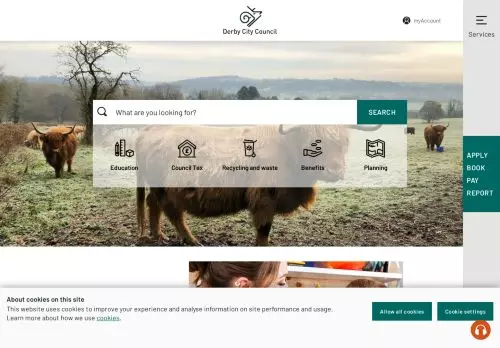 Derby City Council
myAccount
Services
What are you looking for?
SEARCH
Education
Council Tax
Recycling and waste
Benefits
Planning
APPLY
BOOK
PAY
REPORT
About cookies on this site
This website uses cookies to improve your experience and analyse information on site performance and usage.
Learn more about how we use cookies.
Allow all cookies
Cookie settings